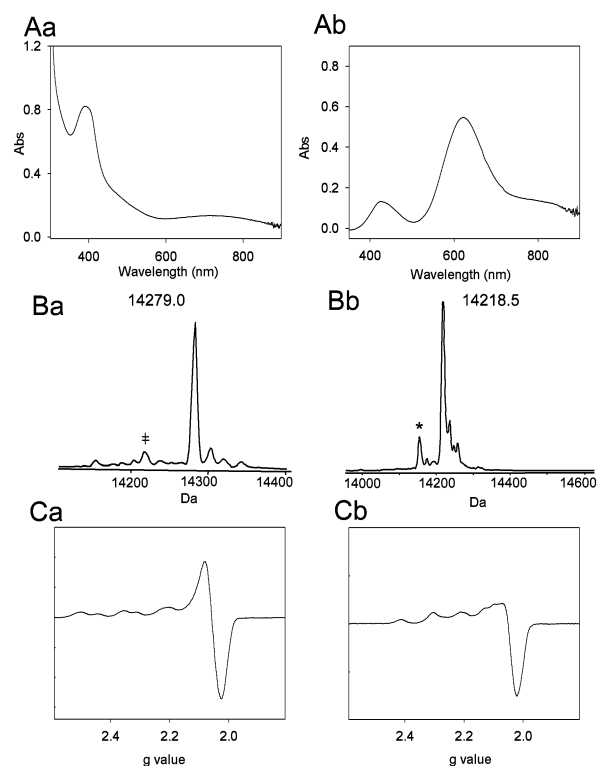 Aa
Ab
1.2
0.8
0.4
0.0
Abs
400
600
800
Wavelength (nm)
0.8
0.6
0.4
0.2
0.0
Abs
400
600
800
Wavelength (nm)
Ba
14279.0
‡
14200
14300
14400
Da
Bb
14218.5
*
14000
14200
14400
14600
Da
Ca
2.4
2.2
2.0
g value
Cb
2.4
2.2
2.0
g value